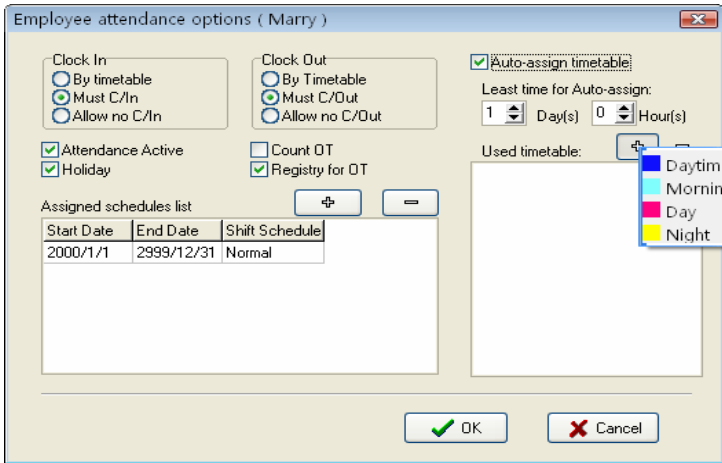 Employee attendance options ( Marry )
Clock In
By timetable
Must C/In
Allow no C/In
Clock Out
By Timetable
Must C/Out
Allow no C/Out
Auto-assign timetable
Least time for Auto-assign:
1 Day(s) 0 Hour(s)
Attendance Active
Holiday
Count OT
Registry for OT
Used timetable:
Daytim
Mornin
Day
Night
Assigned schedules list
Start Date End Date Shift Schedule
2000/1/1 2999/12/31 Normal
OK
Cancel